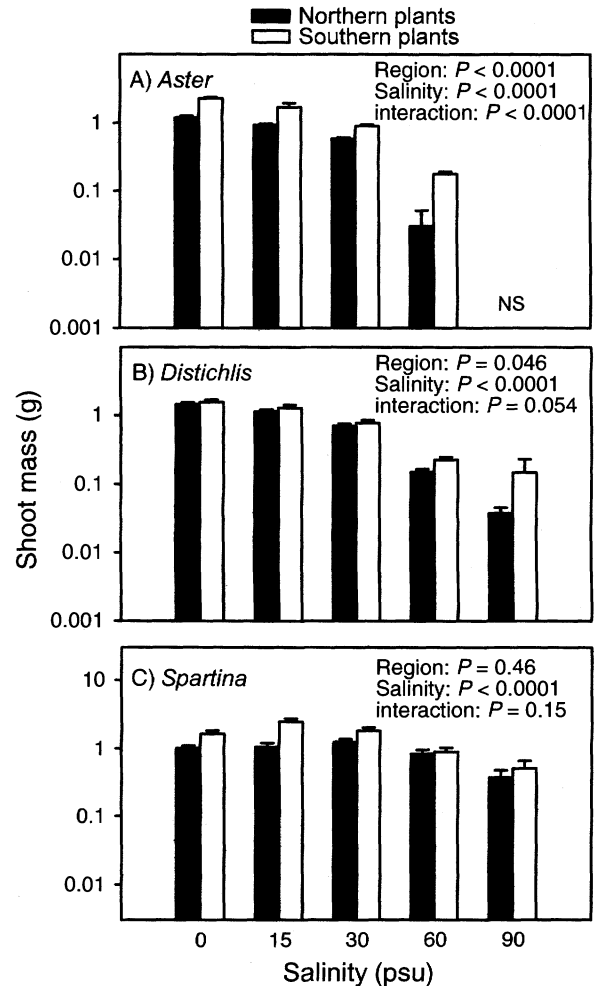 Northern plants
Southern plants
A) Aster
Region: P < 0.0001
Salinity: P < 0.0001
interaction: P < 0.0001
1
0.1
0.01
0.001
NS
B) Distichlis
Region: P = 0.046
Salinity: P < 0.0001
interaction: P = 0.054
1
0.1
0.01
0.001
Shoot mass (g)
C) Spartina
Region: P = 0.46
Salinity: P < 0.0001
interaction: P = 0.15
10
1
0.1
0.01
0 15 30 60 90
Salinity (psu)